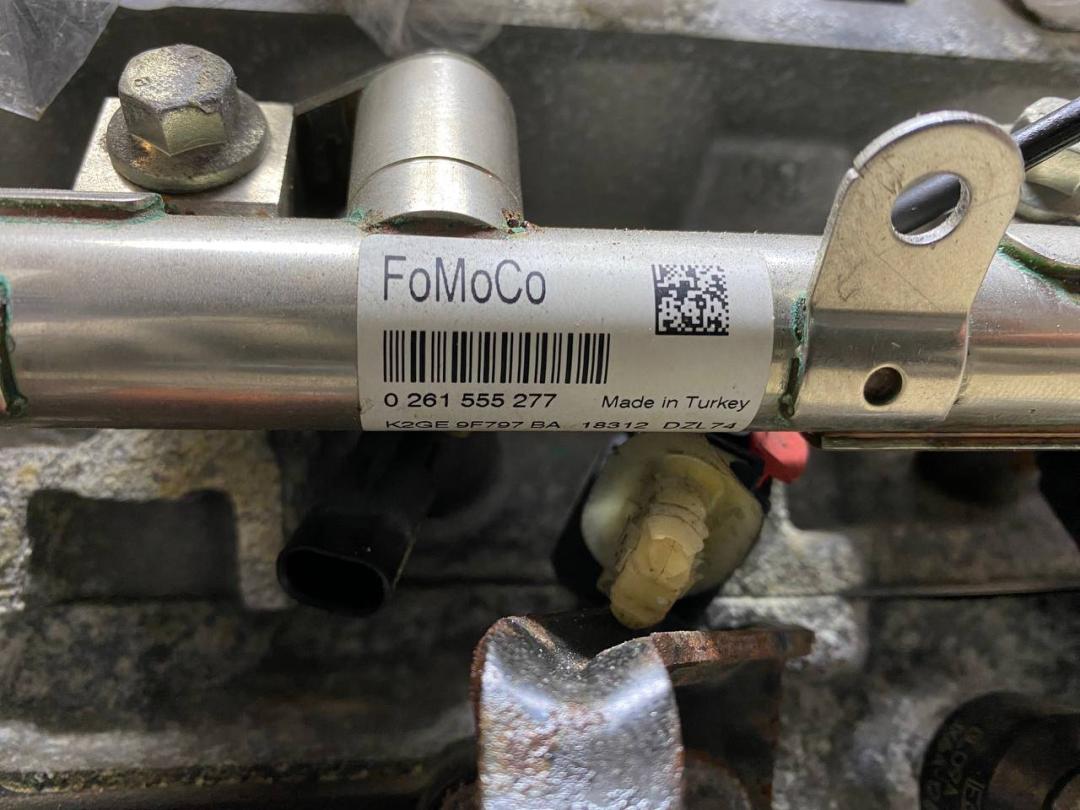 FoMoCo
0 261 555 277 Made in Turkey
K2GE 9F797 BA 18312 DZL74